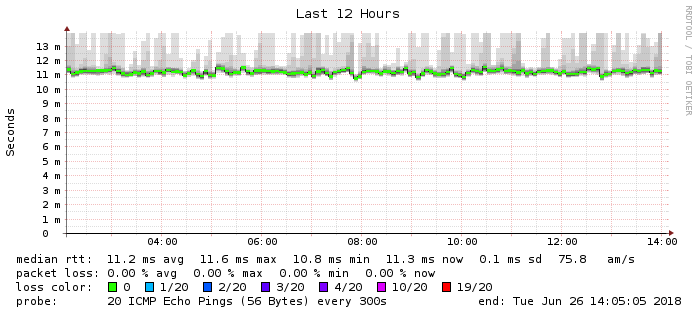 Last 12 Hours
RRDTOOL / TOBI OETIKER
Seconds
13 m
12 m
11 m
10 m
9 m
8 m
7 m
6 m
5 m
4 m
3 m
2 m
1 m
0
04:00 06:00 08:00 10:00 12:00 14:00
median rtt: 11.2 ms avg 11.6 ms max 10.8 ms min 11.3 ms now 0.1 ms sd 75.8 am/s
packet loss: 0.00 % avg 0.00 % max 0.00 % min 0.00 % now
loss color: 0 1/20 2/20 3/20 4/20 10/20 19/20
probe: 20 ICMP Echo Pings (56 Bytes) every 300s end: Tue Jun 26 14:05:05 2018